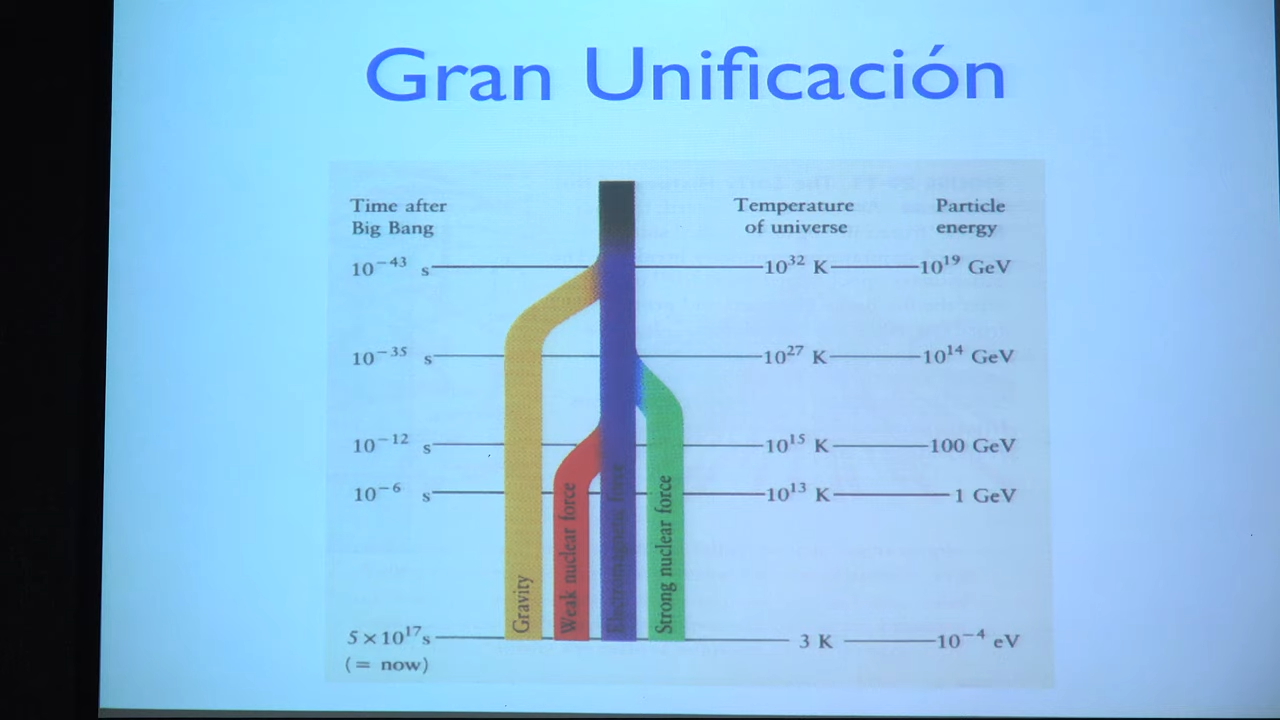 Gran Unificación
Time after
Big Bang
Temperature
of universe
Particle
energy
10⁻⁴³ s 10³² K 10¹⁹ GeV
10⁻³⁵ s 10²⁷ K 10¹⁴ GeV
10⁻¹² s 10¹⁵ K 100 GeV
10⁻⁶ s 10¹³ K 1 GeV
Gravity
Weak nuclear force
Electromagnetic force
Strong nuclear force
5 × 10¹⁷ s 3 K 10⁻⁴ eV
(= now)